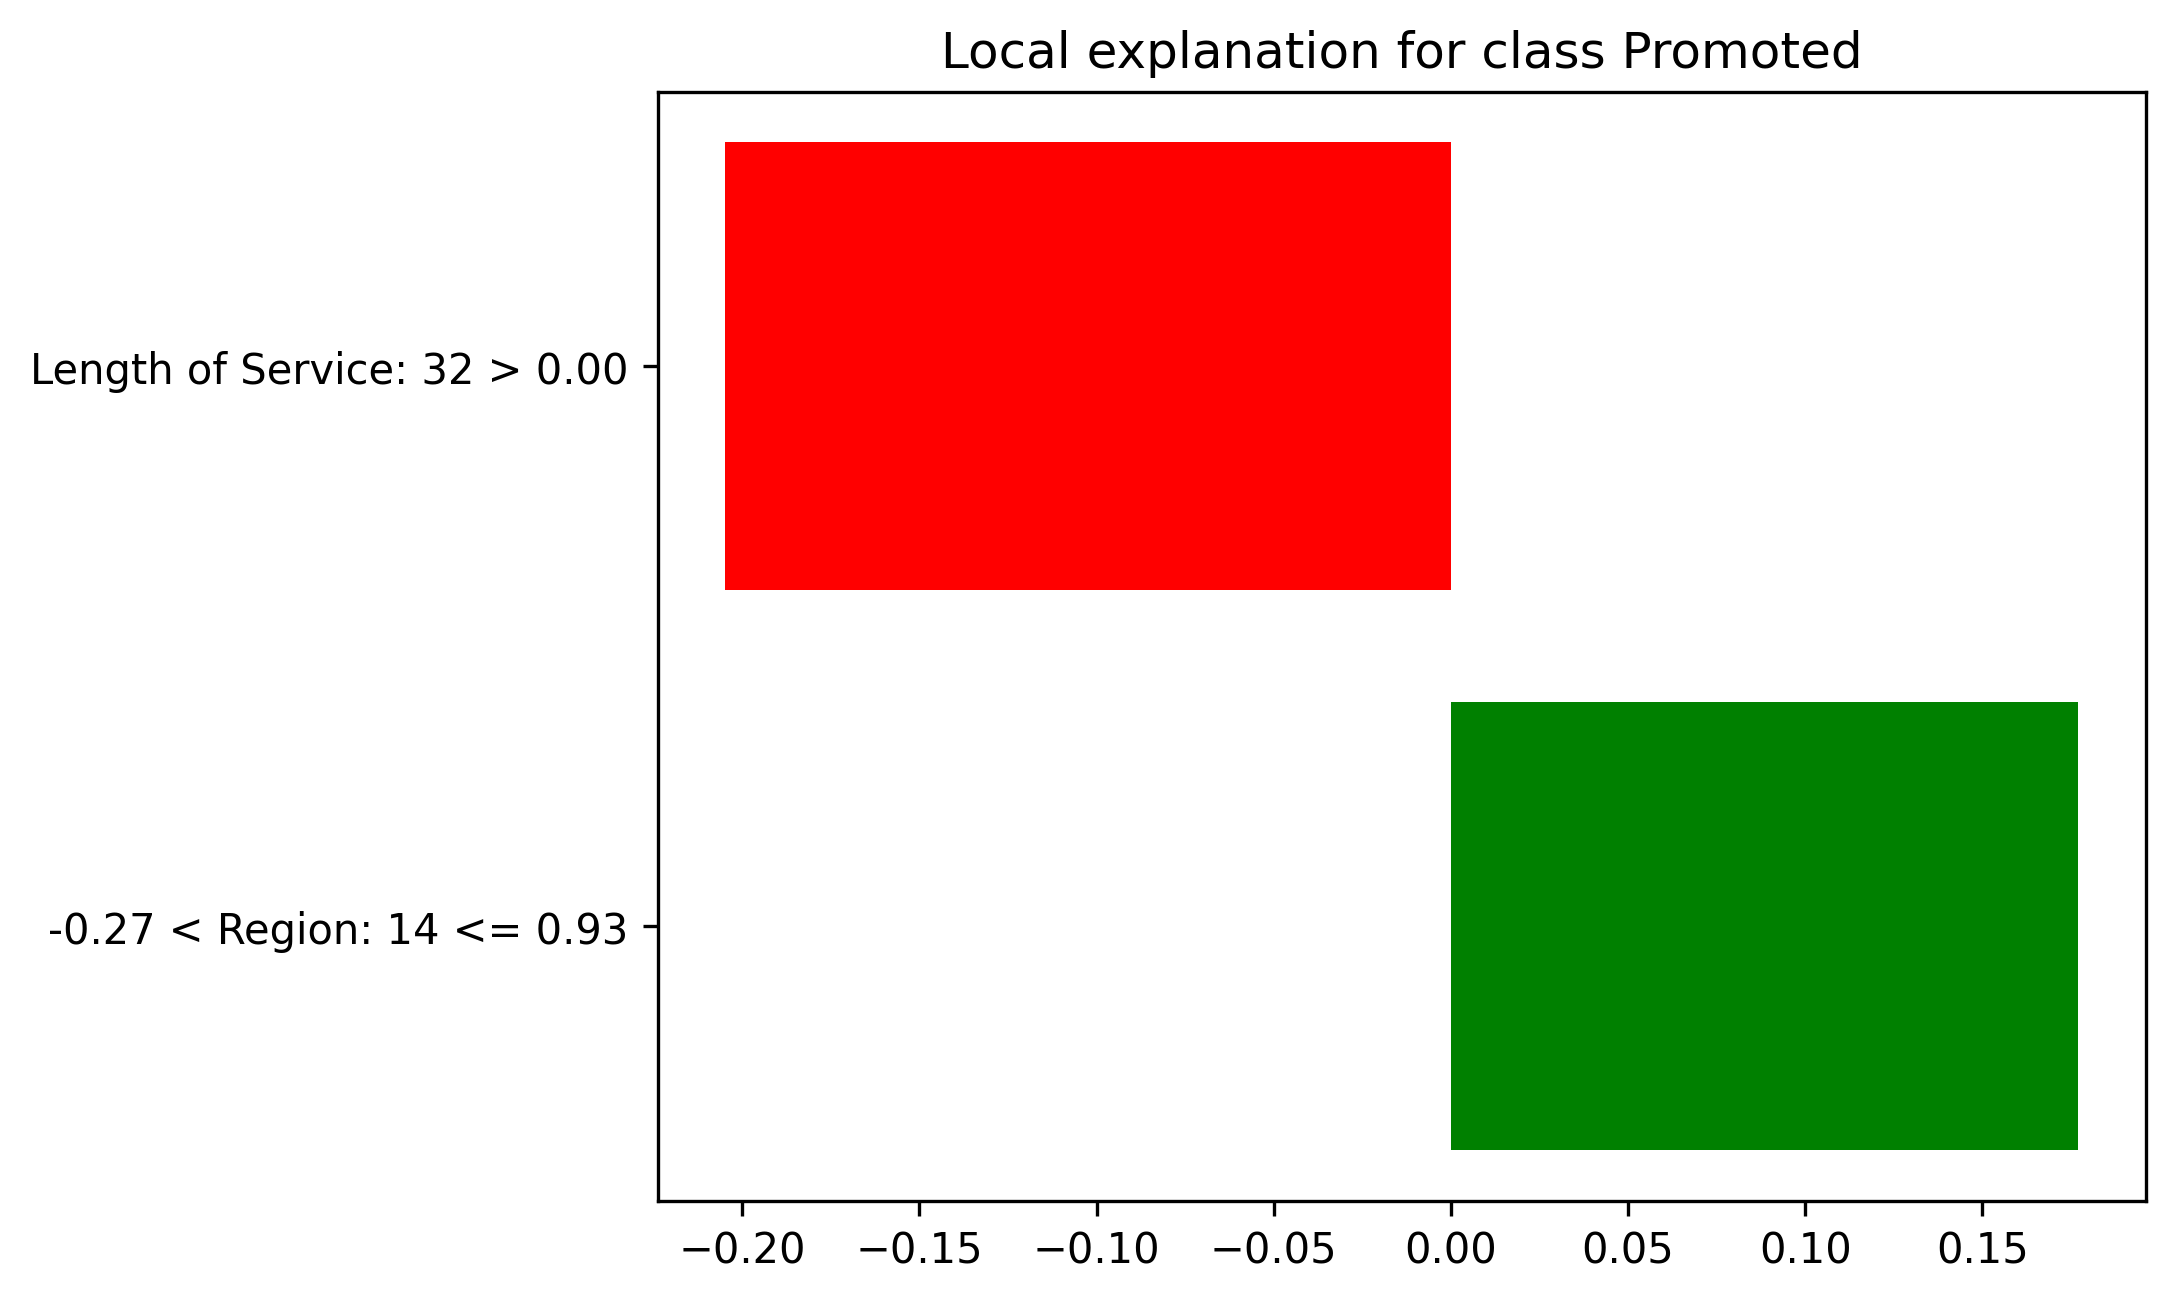 Local explanation for class Promoted
Length of Service: 32 > 0.00
-0.27 < Region: 14 <= 0.93
−0.20 −0.15 −0.10 −0.05 0.00 0.05 0.10 0.15